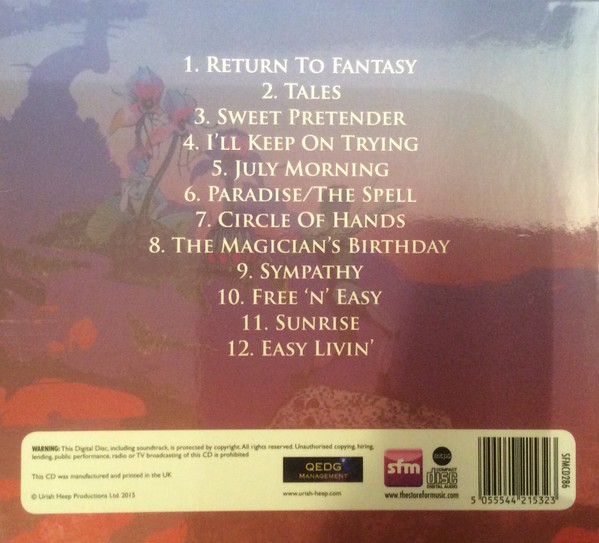 1. Return To Fantasy
2. Tales
3. Sweet Pretender
4. I'll Keep On Trying
5. July Morning
6. Paradise/The Spell
7. Circle Of Hands
8. The Magician's Birthday
9. Sympathy
10. Free 'n' Easy
11. Sunrise
12. Easy Livin'
WARNING: This Digital Disc, including soundtrack, is protected by copyright. All rights reserved. Unauthorised copying, hiring,
lending, public performance, radio or TV broadcasting of this CD is prohibited
This CD was manufactured and printed in the UK
© Uriah Heep Productions Ltd. 2015
QEDG
MANAGEMENT
www.uriah-heep.com
sfm
www.thestoreformusic.com
COMPACT
disc
DIGITAL AUDIO
SFMCD286
5 055544 215323